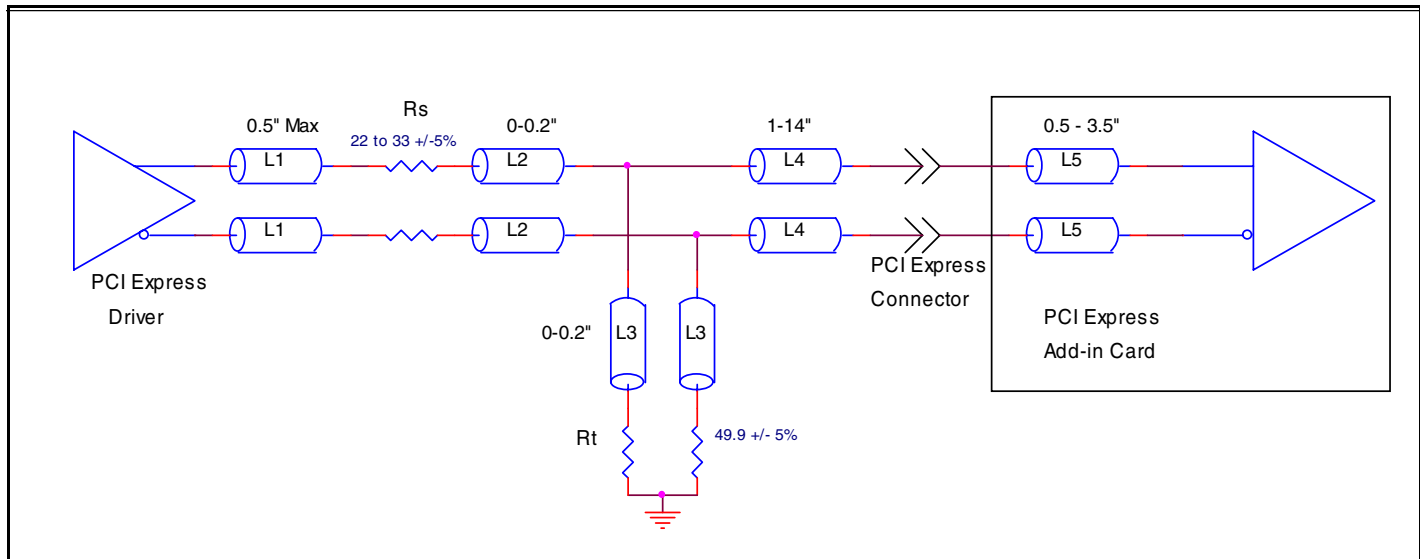 Rs
0.5" Max
22 to 33 +/-5%
0-0.2"
1-14"
0.5 - 3.5"
L1
L2
L4
L5
L1
L2
L4
L5
PCI Express
Driver
PCI Express
Connector
0-0.2"
L3
L3
PCI Express
Add-in Card
Rt
49.9 +/- 5%